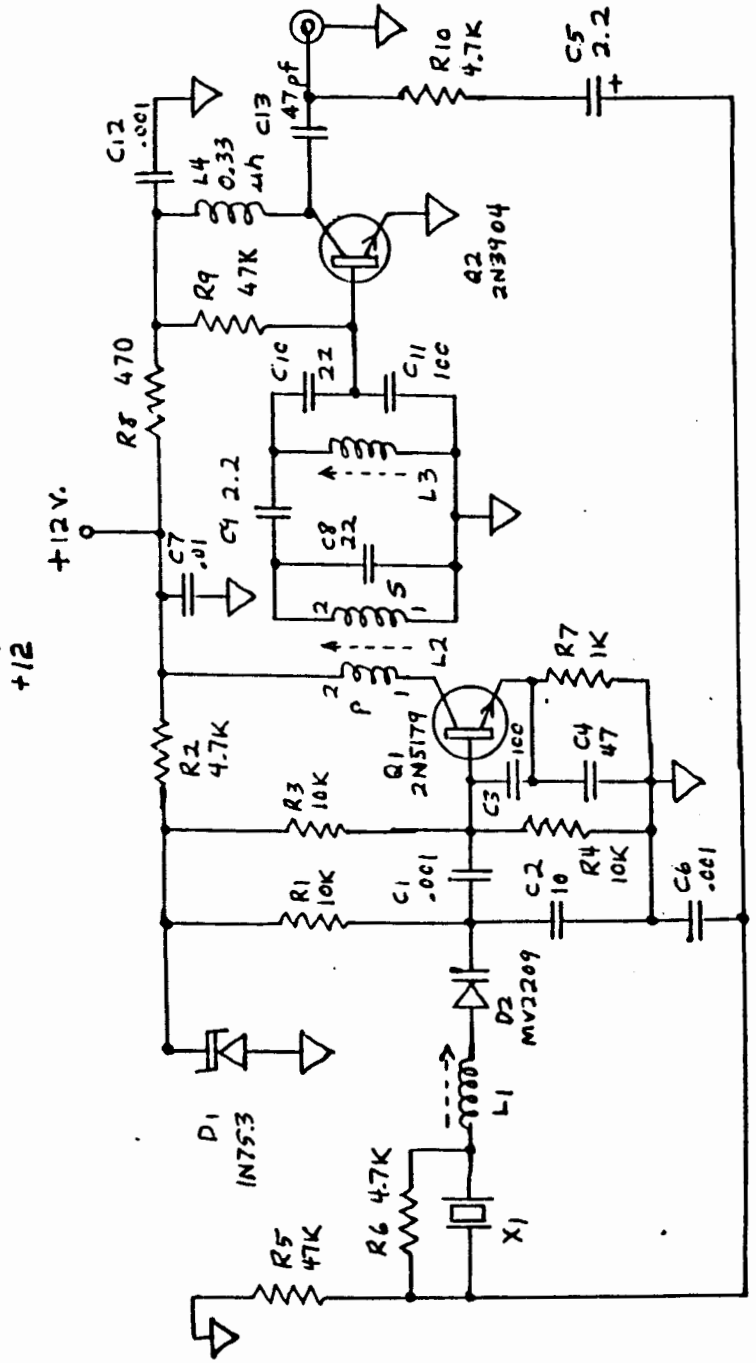 +12
+12V.
D1
1N753
R5
47K
R6 4.7K
X1
L1
D2
MV2209
R1
10K
R2
4.7K
R3
10K
C1
.001
C2
10
R4
10K
C6
.001
Q1
2N5179
C3
100
C4
47
R7
1K
P
2
1
L2
S
2
1
C7
.01
C8
22
C9 2.2
L3
C10
22
C11
100
R8 470
R9
47K
C12
.001
L4
0.33
uh
C13
47pf
Q2
2N3904
R10
4.7K
C5
2.2
+